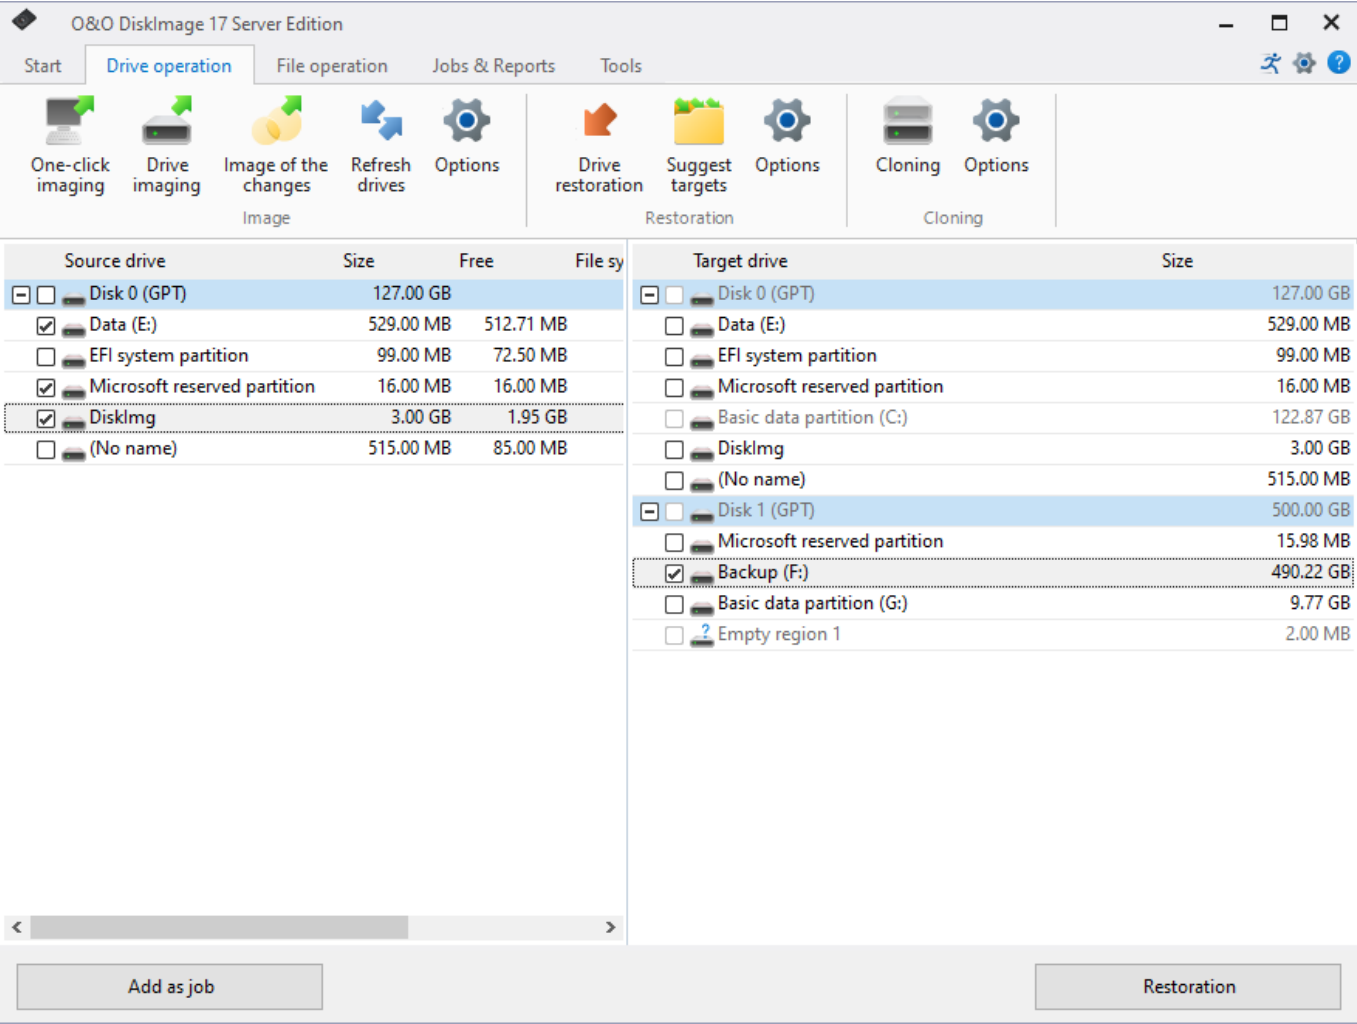 O&O DiskImage 17 Server Edition
Start Drive operation File operation Jobs & Reports Tools
?
One-click imaging
Drive imaging
Image of the changes
Refresh drives
Options
Image
Drive restoration
Suggest targets
Options
Restoration
Cloning
Options
Cloning
Source drive Size Free File sy
Disk 0 (GPT) 127.00 GB
Data (E:) 529.00 MB 512.71 MB
EFI system partition 99.00 MB 72.50 MB
Microsoft reserved partition 16.00 MB 16.00 MB
DiskImg 3.00 GB 1.95 GB
(No name) 515.00 MB 85.00 MB
Target drive Size
Disk 0 (GPT) 127.00 GB
Data (E:) 529.00 MB
EFI system partition 99.00 MB
Microsoft reserved partition 16.00 MB
Basic data partition (C:) 122.87 GB
DiskImg 3.00 GB
(No name) 515.00 MB
Disk 1 (GPT) 500.00 GB
Microsoft reserved partition 15.98 MB
Backup (F:) 490.22 GB
Basic data partition (G:) 9.77 GB
? Empty region 1 2.00 MB
Add as job Restoration